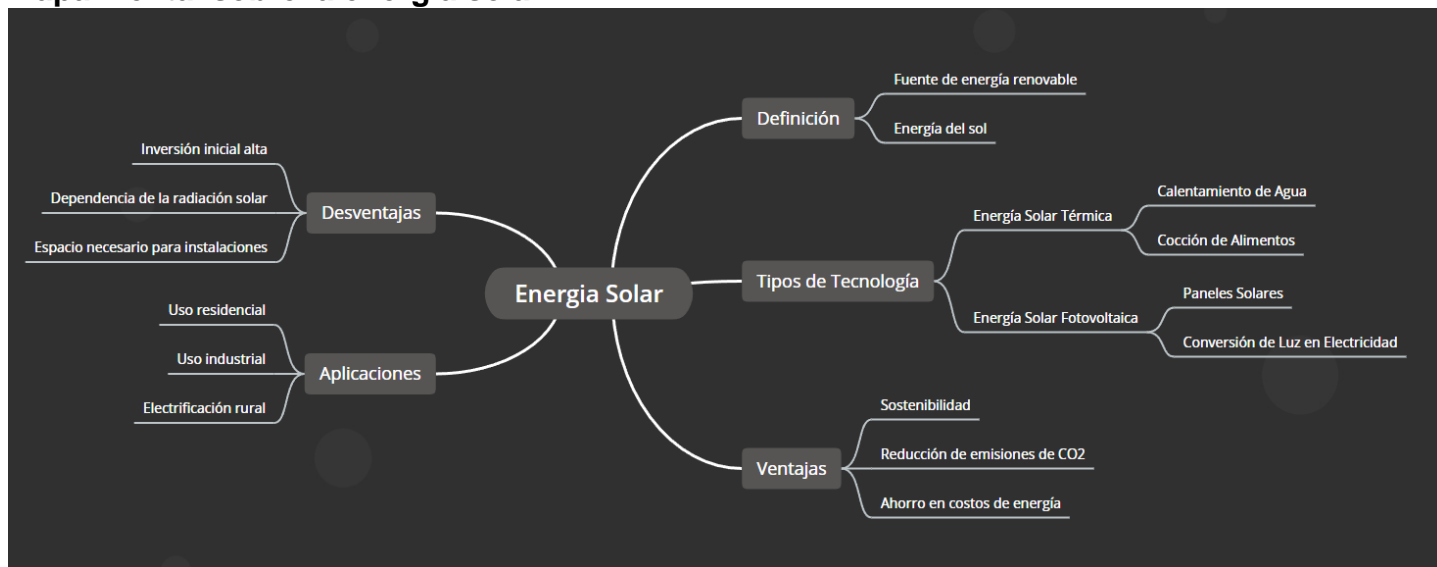 Energia Solar
Definición
Fuente de energía renovable
Energía del sol
Tipos de Tecnología
Energía Solar Térmica
Calentamiento de Agua
Cocción de Alimentos
Energía Solar Fotovoltaica
Paneles Solares
Conversión de Luz en Electricidad
Ventajas
Sostenibilidad
Reducción de emisiones de CO2
Ahorro en costos de energía
Desventajas
Inversión inicial alta
Dependencia de la radiación solar
Espacio necesario para instalaciones
Aplicaciones
Uso residencial
Uso industrial
Electrificación rural